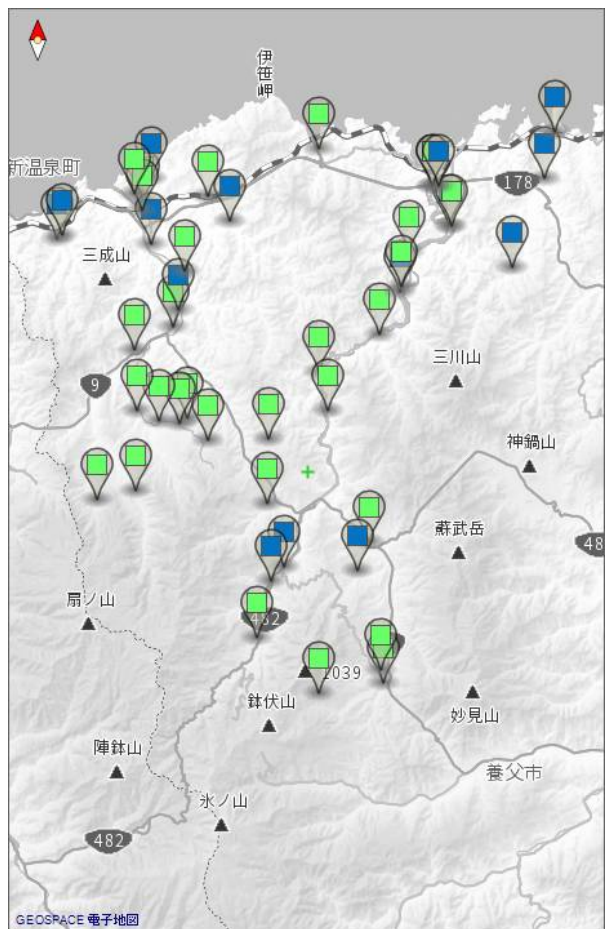 伊笹岬
新温泉町
178
三成山
三川山
9
神鍋山
蘇武岳
48
扇ノ山
482
1039
鉢伏山
妙見山
陣鉢山
養父市
氷ノ山
482
GEOSPACE 電子地図